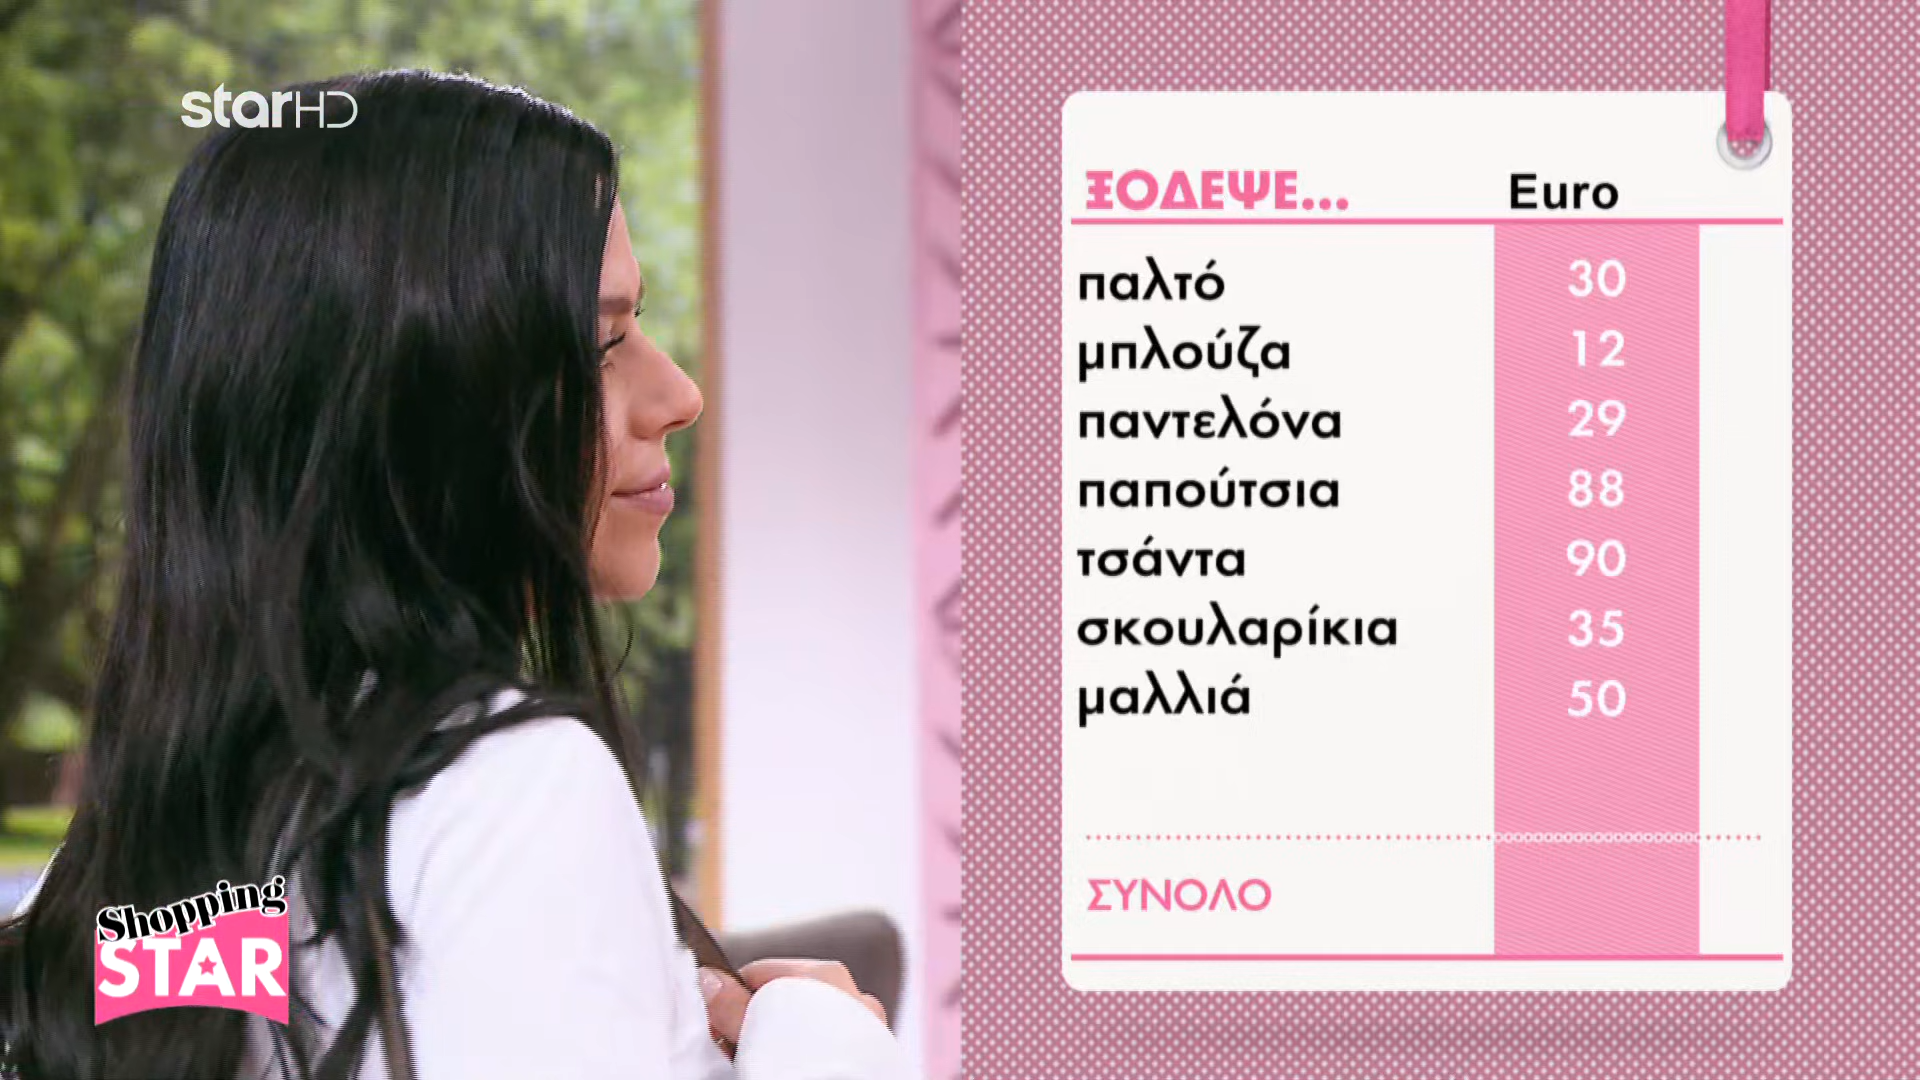 starHD
ΞΟΔΕΨΕ... Euro
παλτό 30
μπλούζα 12
παντελόνα 29
παπούτσια 88
τσάντα 90
σκουλαρίκια 35
μαλλιά 50
ΣΥΝΟΛΟ
Shopping
STAR